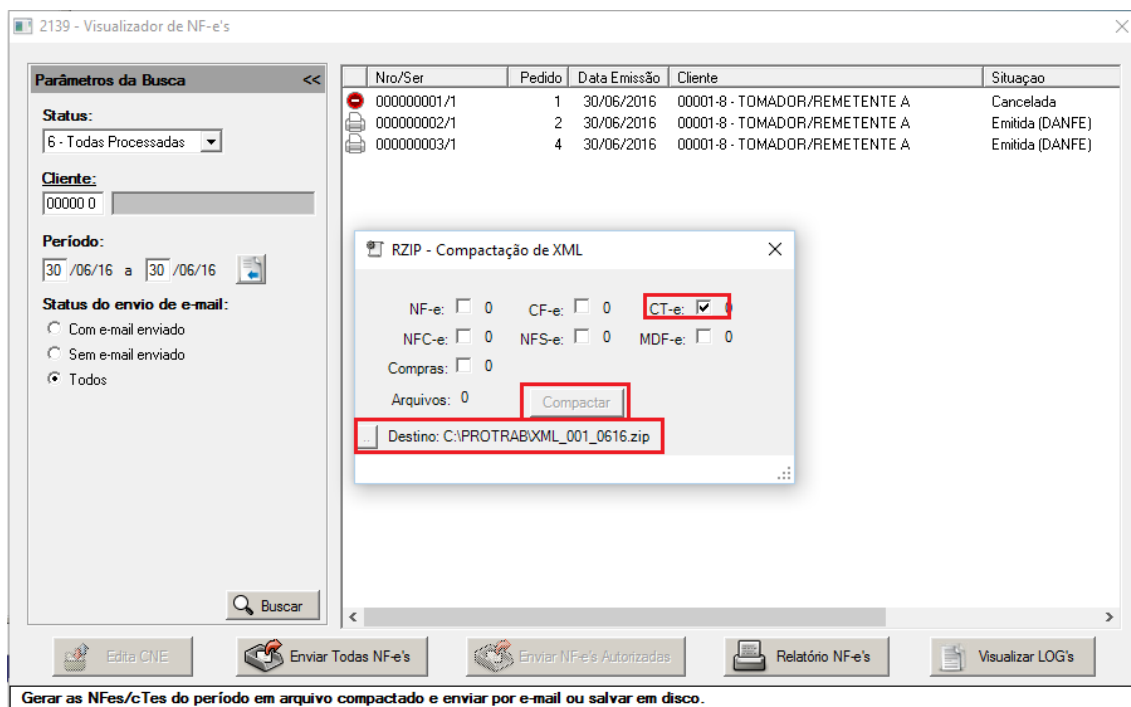 2139 - Visualizador de NF-e's
Parâmetros da Busca <<
Status:
6 - Todas Processadas
Cliente:
00000 0
Período:
30 /06/16 a 30 /06/16
Status do envio de e-mail:
Com e-mail enviado
Sem e-mail enviado
Todos
Buscar
Nro/Ser Pedido Data Emissão Cliente Situaçao
000000001/1 1 30/06/2016 00001-8 - TOMADOR/REMETENTE A Cancelada
000000002/1 2 30/06/2016 00001-8 - TOMADOR/REMETENTE A Emitida (DANFE)
000000003/1 4 30/06/2016 00001-8 - TOMADOR/REMETENTE A Emitida (DANFE)
RZIP - Compactação de XML
NF-e: 0 CF-e: 0 CT-e: 0
NFC-e: 0 NFS-e: 0 MDF-e: 0
Compras: 0
Arquivos: 0 Compactar
.. Destino: C:\PROTRAB\XML_001_0616.zip
Edita CNE Enviar Todas NF-e's Enviar NF-e's Autorizadas Relatório NF-e's Visualizar LOG's
Gerar as NFes/cTes do período em arquivo compactado e enviar por e-mail ou salvar em disco.